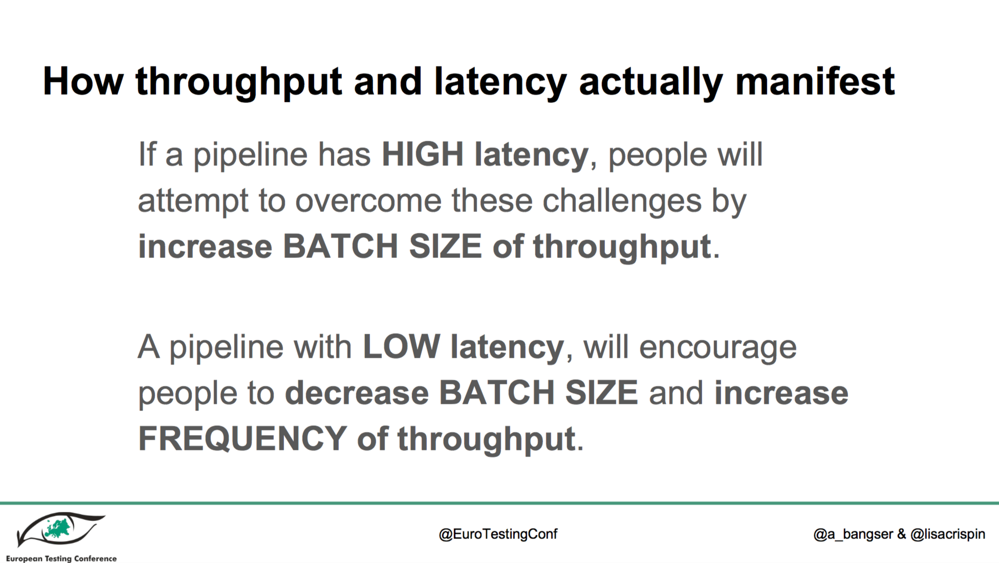 How throughput and latency actually manifest
If a pipeline has HIGH latency, people will
attempt to overcome these challenges by
increase BATCH SIZE of throughput.
A pipeline with LOW latency, will encourage
people to decrease BATCH SIZE and increase
FREQUENCY of throughput.
@EuroTestingConf
@a_bangser & @lisacrispin
European Testing Conference